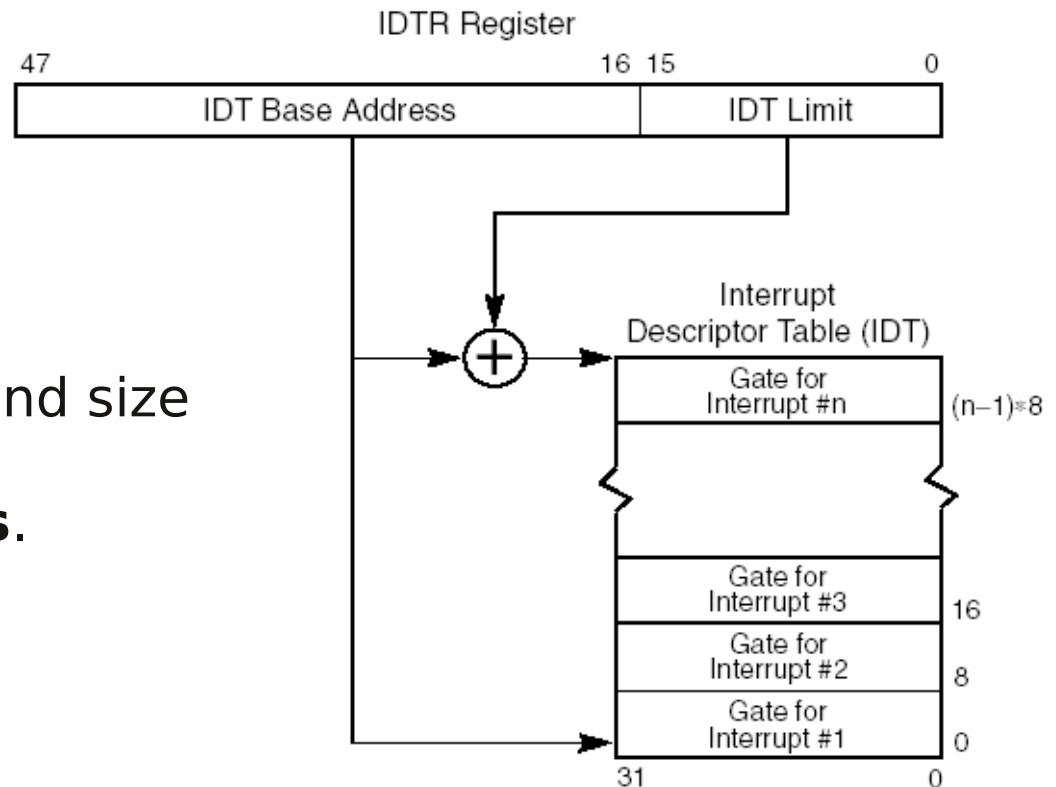 IDTR Register
47 16 15 0
IDT Base Address IDT Limit
Interrupt
Descriptor Table (IDT)
+
nd size
s.
Gate for
Interrupt #n
(n−1)*8
Gate for
Interrupt #3
16
Gate for
Interrupt #2
8
Gate for
Interrupt #1
0
31 0